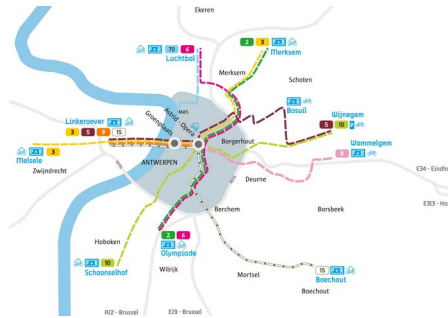 Ekeren
70 6
Luchtbal
2 3
Merksem
Merksem
Schoten
MAS
Linkeroever
3 5 9 15
Groenplaats
Astrid - Opera
Bosuil
Wijnegem
5 10 P
Borgerhout
Wommelgem
8
Melsele 3
Zwijndrecht
ANTWERPEN
Deurne
E34 - Eindh
Berchem
Borsbeek
E313 - Ha
Hoboken
10
Schoonselhof
2 6
Olympiade
Wilrijk
Mortsel
15
Boechout
Boechout
A12 - Brussel
E19 - Brussel